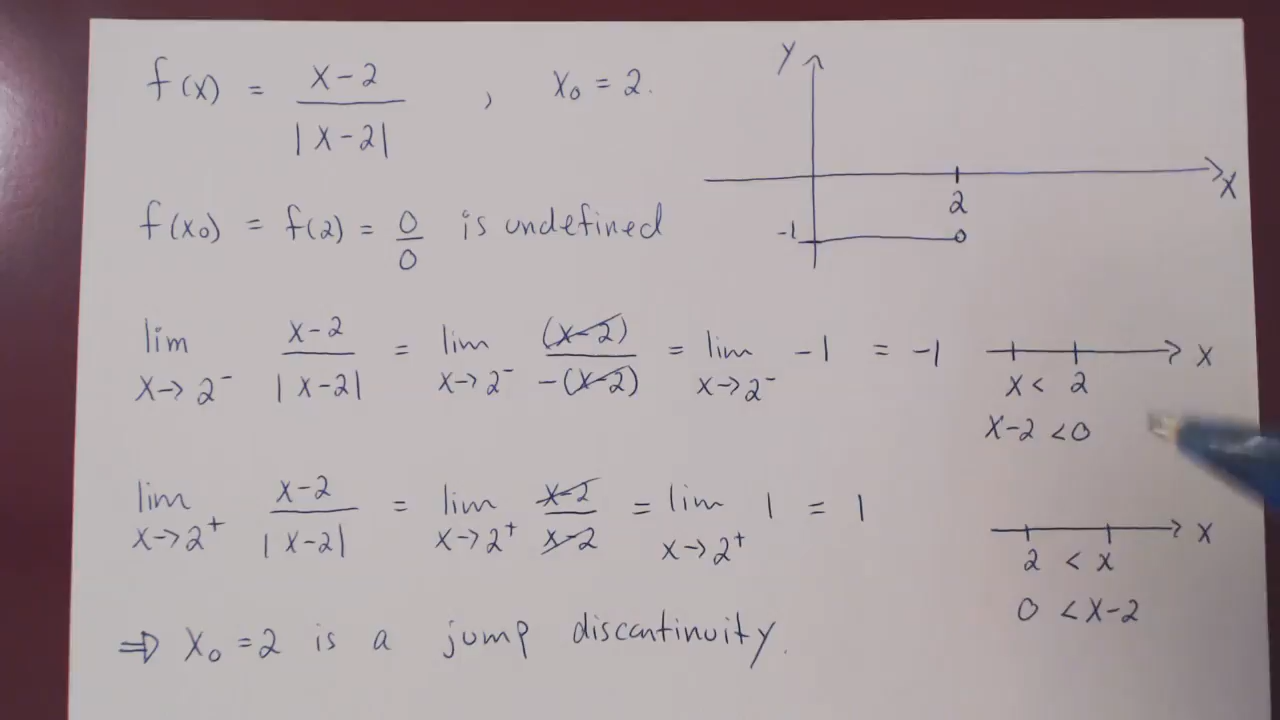 f(x) = x-2 / |x-2| , x₀ = 2.
f(x₀) = f(2) = 0/0 is undefined
y
x
2
-1
lim x→2⁻ x-2 / |x-2| = lim x→2⁻ (x-2) / -(x-2) = lim x→2⁻ -1 = -1
x
x < 2
x-2 < 0
lim x→2⁺ x-2 / |x-2| = lim x→2⁺ x-2 / x-2 = lim x→2⁺ 1 = 1
x
2 < x
0 < x-2
⇒ x₀ = 2 is a jump discontinuity.